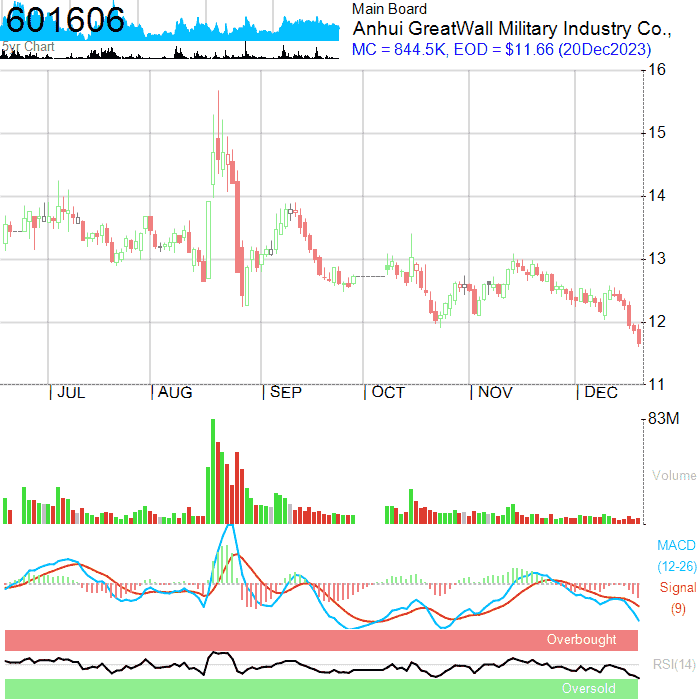 601606
5yr Chart
Main Board
Anhui GreatWall Military Industry Co.,
MC = 844.5K, EOD = $11.66 (20Dec2023)
16
15
14
13
12
11
JUL AUG SEP OCT NOV DEC
83M
Volume
MACD
(12-26)
Signal
(9)
Overbought
RSI(14)
Oversold